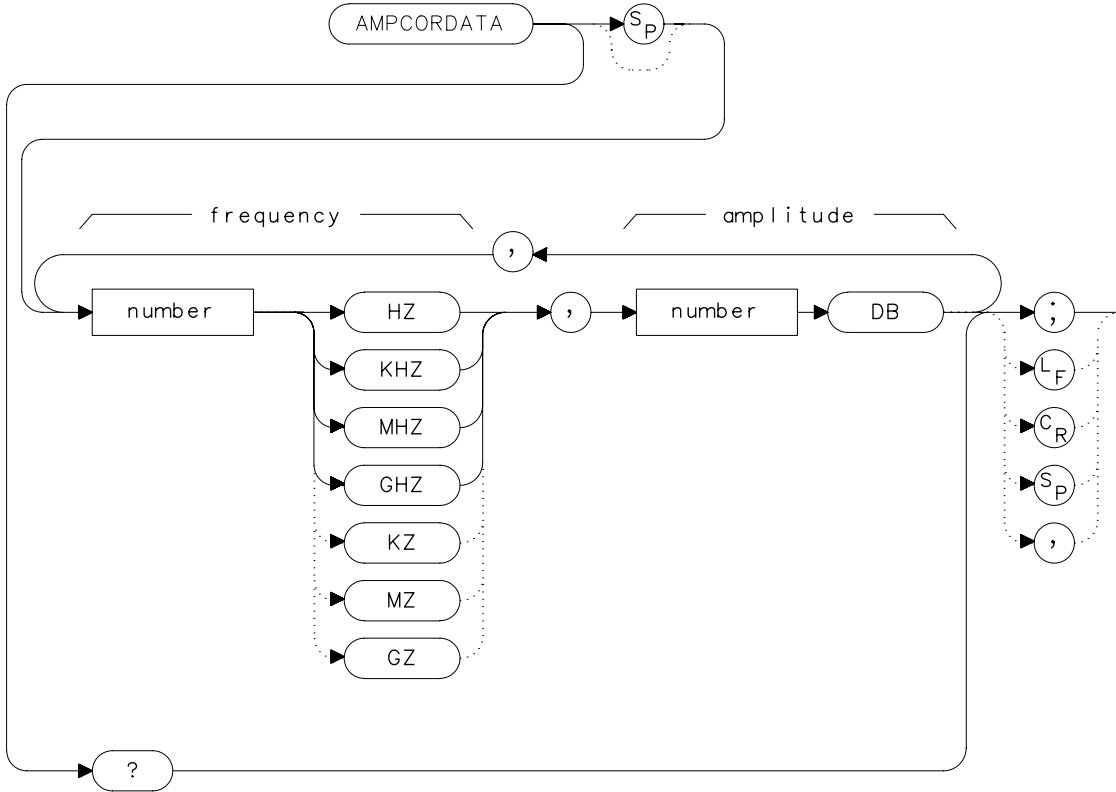 AMPCORDATA SP
frequency amplitude
,
number HZ , number DB ;
KHZ LF
MHZ CR
GHZ SP
KZ ,
MZ
GZ
?